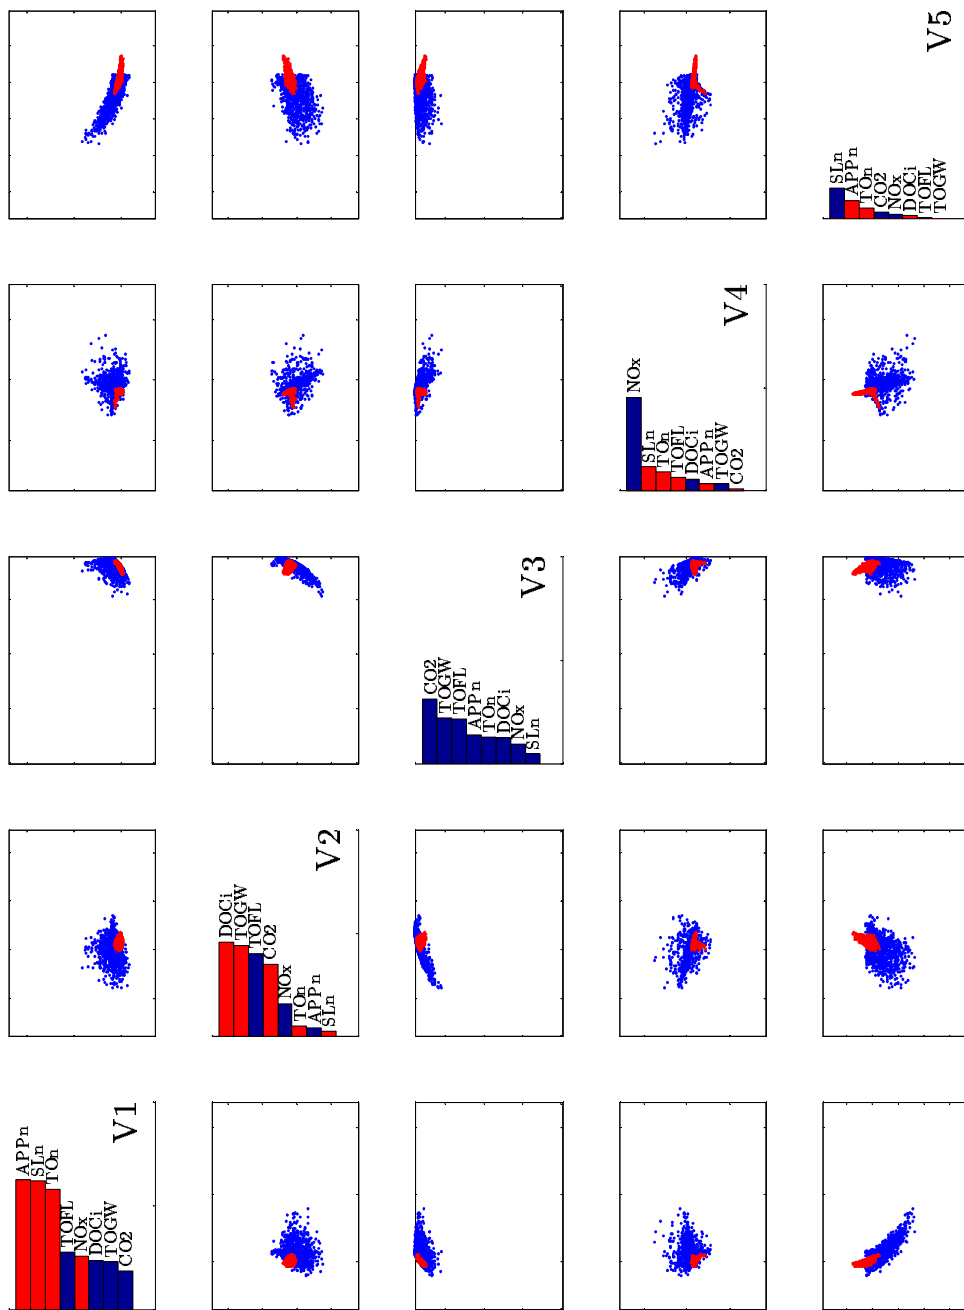 V5
SLn
APPn
TOn
CO2
NOx
DOCi
TOFL
TOGW
V4
NOx
SLn
TOn
TOFL
DOCi
APPn
TOGW
CO2
V3
CO2
TOGW
TOFL
APPn
TOn
DOCi
NOx
SLn
V2
DOCi
TOGW
TOFL
CO2
NOx
TOn
APPn
SLn
V1
APPn
SLn
TOn
TOFL
NOx
DOCi
TOGW
CO2